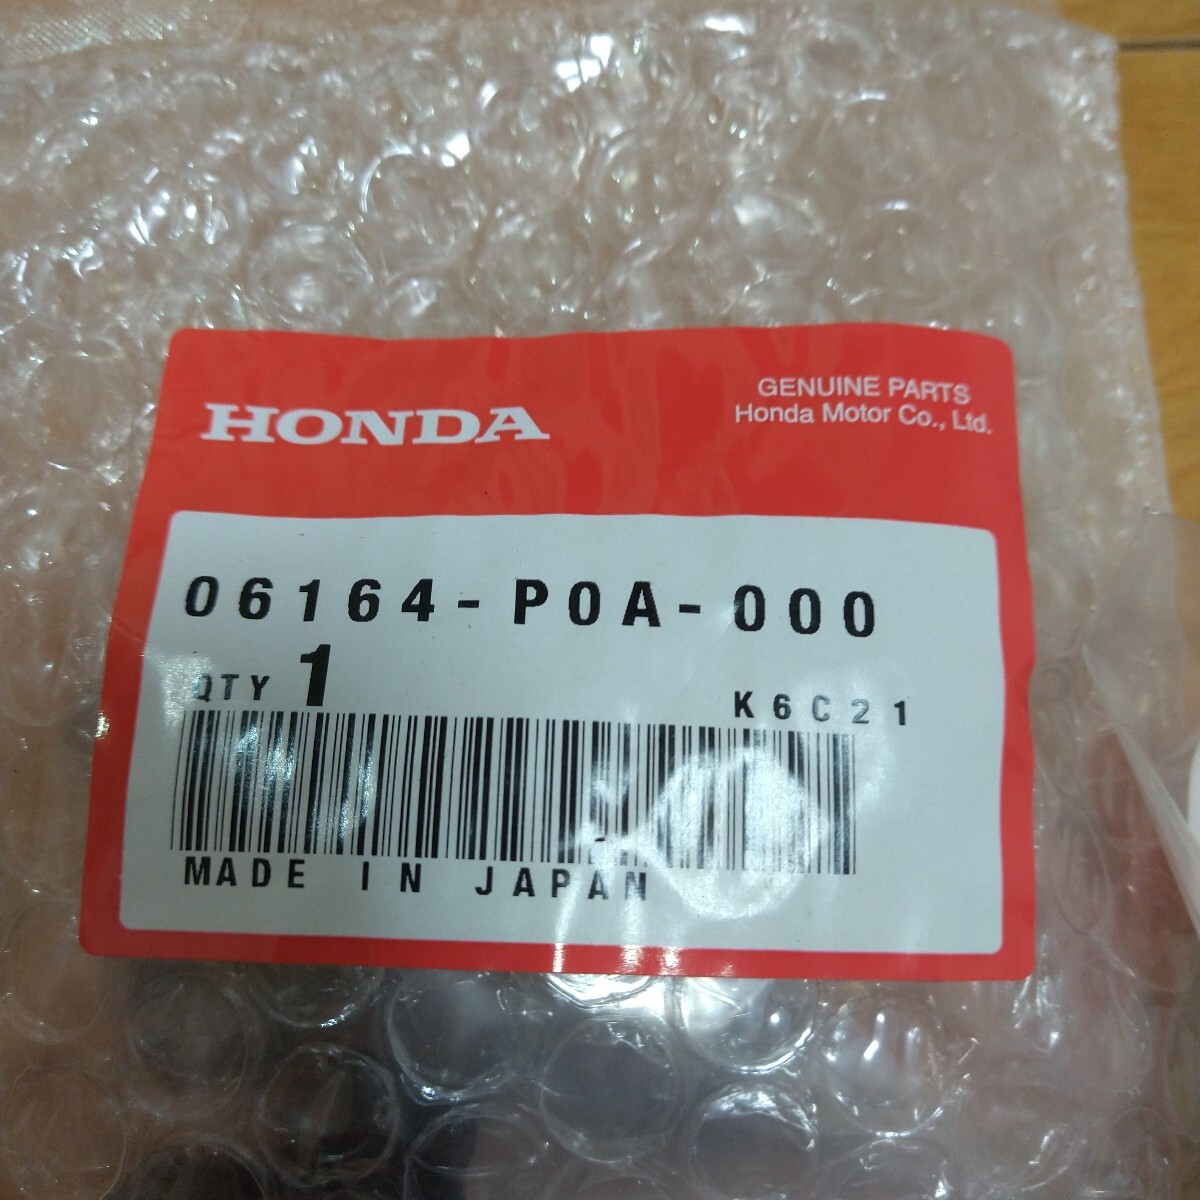 HONDA
GENUINE PARTS
Honda Motor Co., Ltd.
06164-P0A-000
QTY 1
K6C21
MADE IN JAPAN